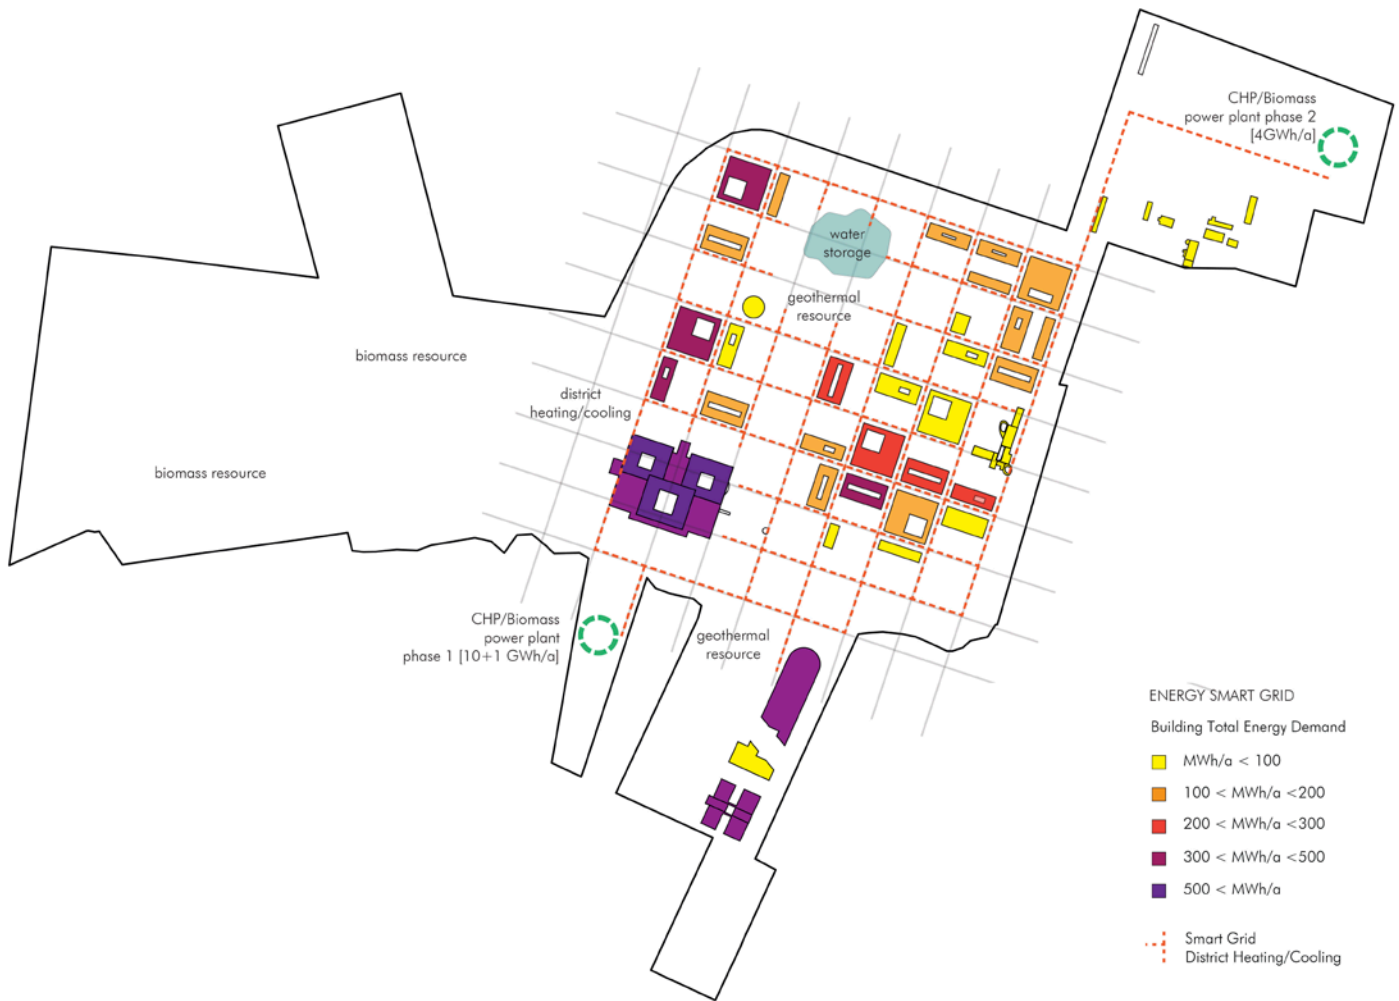 CHP/Biomass
power plant phase 2
[4GWh/a]
water
storage
geothermal
resource
biomass resource
district
heating/cooling
biomass resource
CHP/Biomass
power plant
phase 1 [10+1 GWh/a]
geothermal
resource
ENERGY SMART GRID
Building Total Energy Demand
MWh/a < 100
100 < MWh/a <200
200 < MWh/a <300
300 < MWh/a <500
500 < MWh/a
Smart Grid
District Heating/Cooling